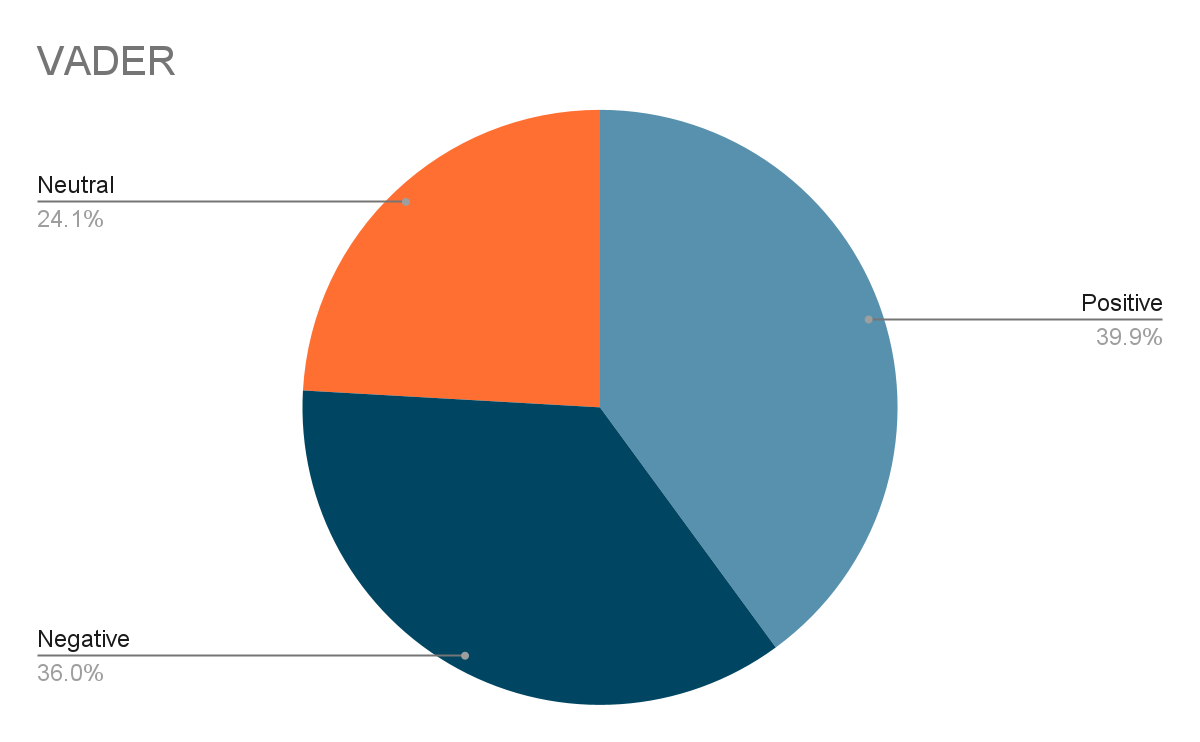 VADER
Neutral
24.1%
Positive
39.9%
Negative
36.0%